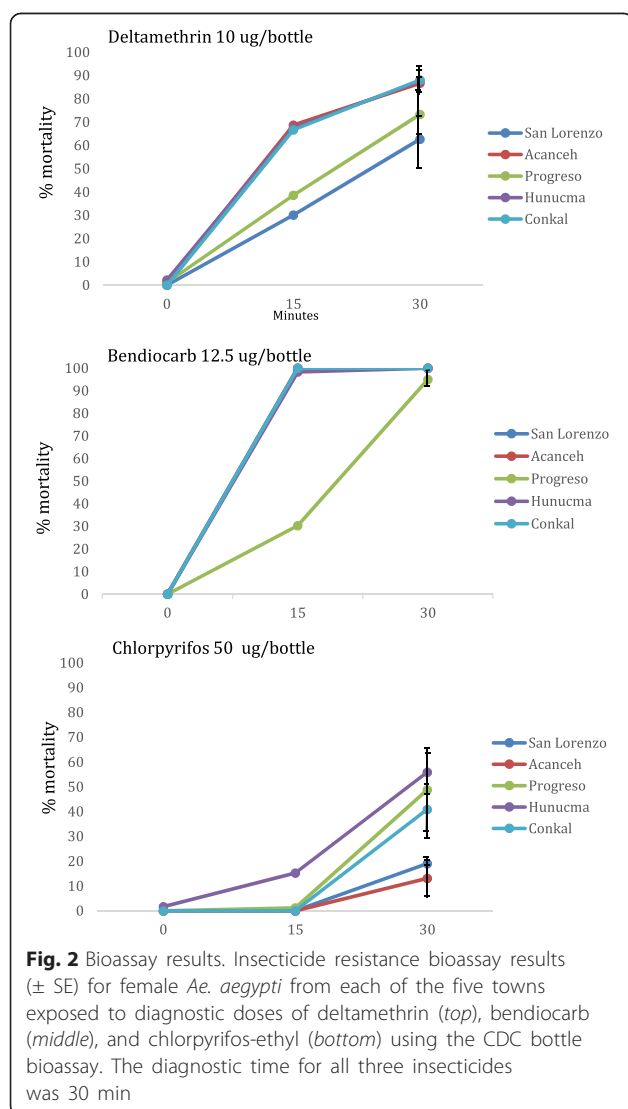 Deltamethrin 10 ug/bottle
100
90
80
70
60
50
40
30
20
10
0
% mortality
0
15
30
Minutes
San Lorenzo
Acanceh
Progreso
Hunucma
Conkal
Bendiocarb 12.5 ug/bottle
100
90
80
70
60
50
40
30
20
10
0
% mortality
0
15
30
San Lorenzo
Acanceh
Progreso
Hunucma
Conkal
Chlorpyrifos 50 ug/bottle
100
90
80
70
60
50
40
30
20
10
0
% mortality
0
15
30
San Lorenzo
Acanceh
Progreso
Hunucma
Conkal
Fig. 2 Bioassay results. Insecticide resistance bioassay results
(± SE) for female Ae. aegypti from each of the five towns
exposed to diagnostic doses of deltamethrin (top), bendiocarb
(middle), and chlorpyrifos-ethyl (bottom) using the CDC bottle
bioassay. The diagnostic time for all three insecticides
was 30 min